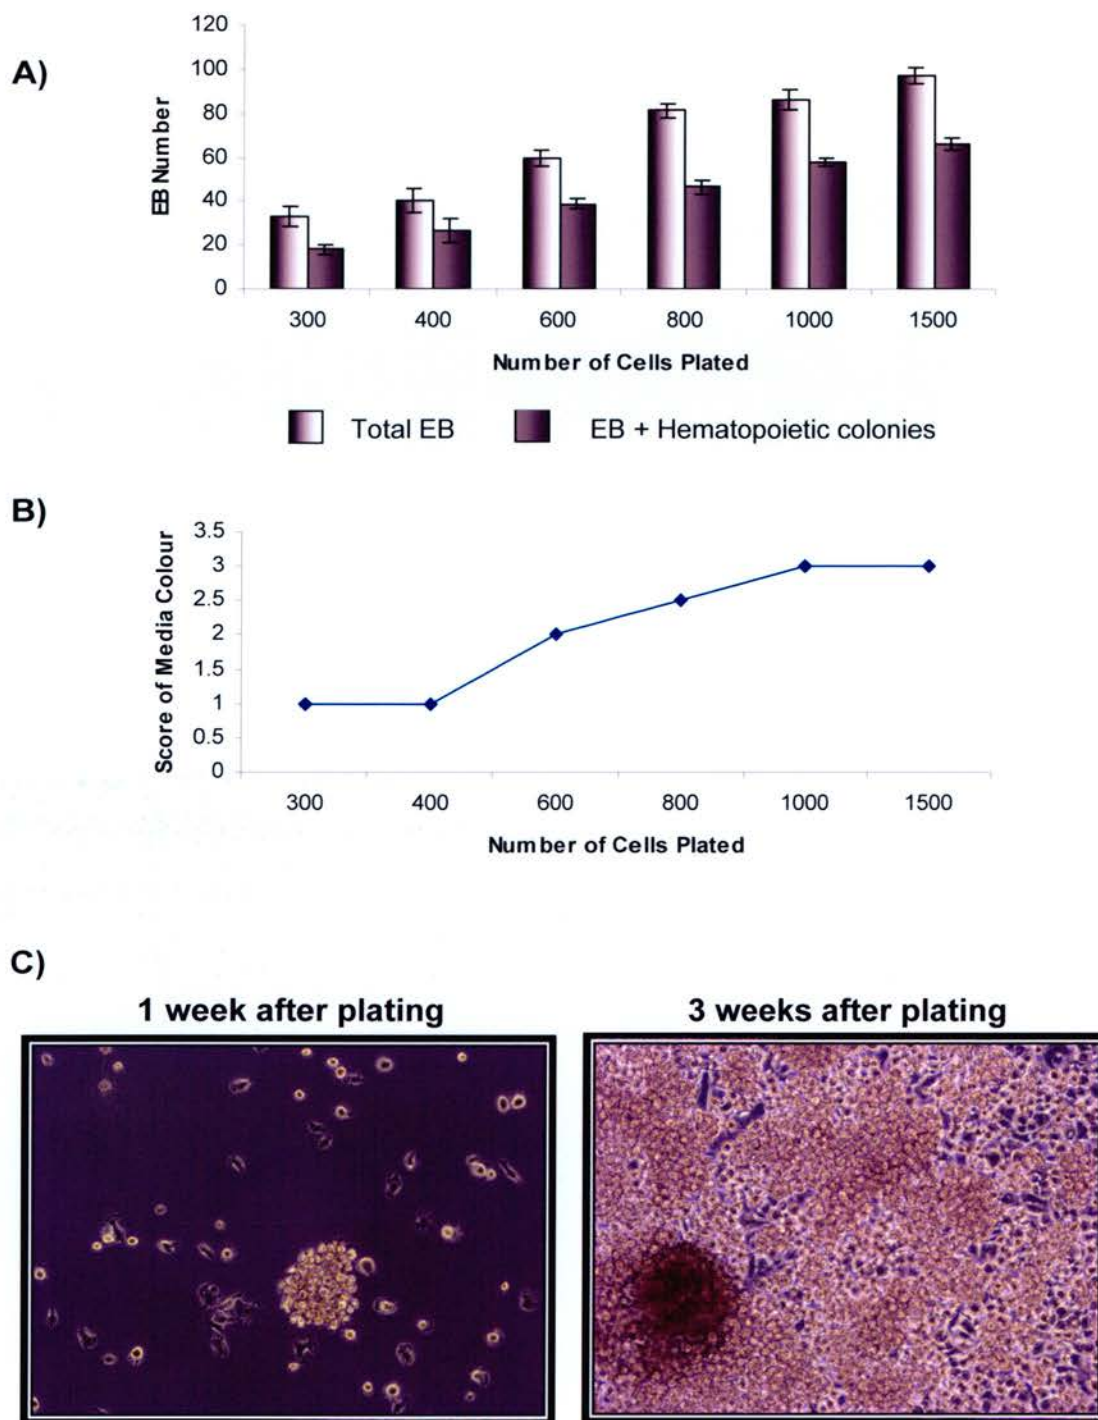 A)
120
100
80
60
40
20
0
EB Number
300 400 600 800 1000 1500
Number of Cells Plated
Total EB EB + Hematopoietic colonies
B)
3.5
3
2.5
2
1.5
1
0.5
0
Score of Media Colour
300 400 600 800 1000 1500
Number of Cells Plated
C)
1 week after plating 3 weeks after plating